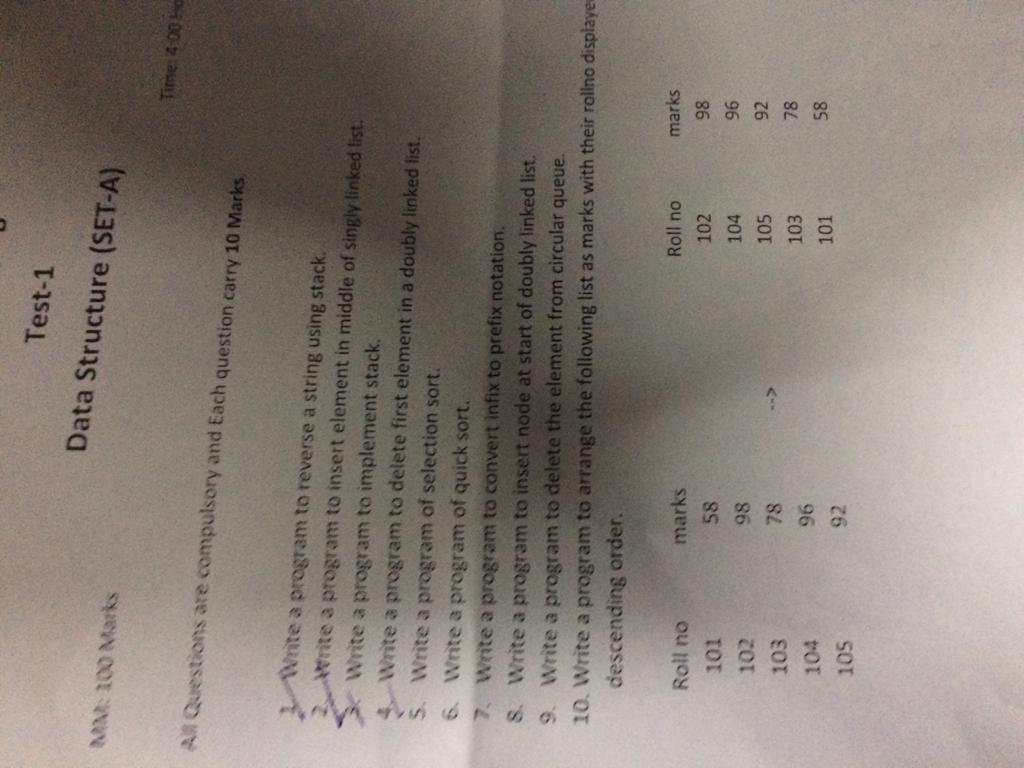 Test-1
Data Structure (SET-A)
MM: 100 Marks Time: 4:00
All Questions are compulsory and Each question carry 10 Marks.
1. Write a program to reverse a string using stack.
2. Write a program to insert element in middle of singly linked list.
3. Write a program to implement stack.
4. Write a program to delete first element in a doubly linked list.
5. Write a program of selection sort.
6. Write a program of quick sort.
7. Write a program to convert infix to prefix notation.
8. Write a program to insert node at start of doubly linked list.
9. Write a program to delete the element from circular queue.
10. Write a program to arrange the following list as marks with their rollno displaye
descending order.
Roll no marks Roll no marks
101 58 102 98
102 98 104 96
103 78 --> 105 92
104 96 103 78
105 92 101 58